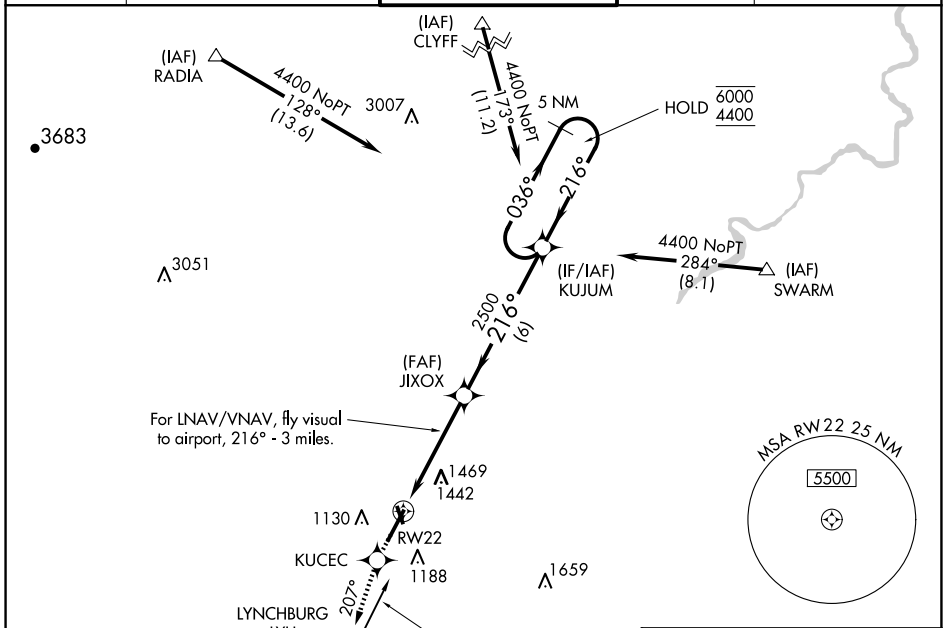 (IAF)
CLYFF
(IAF)
RADIA
4400 NoPT
128°
(13.6)
3007
4400 NoPT
173°
(11.2)
5 NM
HOLD
6000
4400
3683
036°
216°
3051
(IF/IAF)
KUJUM
4400 NoPT
284°
(8.1)
(IAF)
SWARM
2500
216°
(6)
(FAF)
JIXOX
For LNAV/VNAV, fly visual
to airport, 216° - 3 miles.
MSA RW22 25 NM
5500
1469
1442
1130
RW22
KUCEC
1188
1659
207°
LYNCHBURG